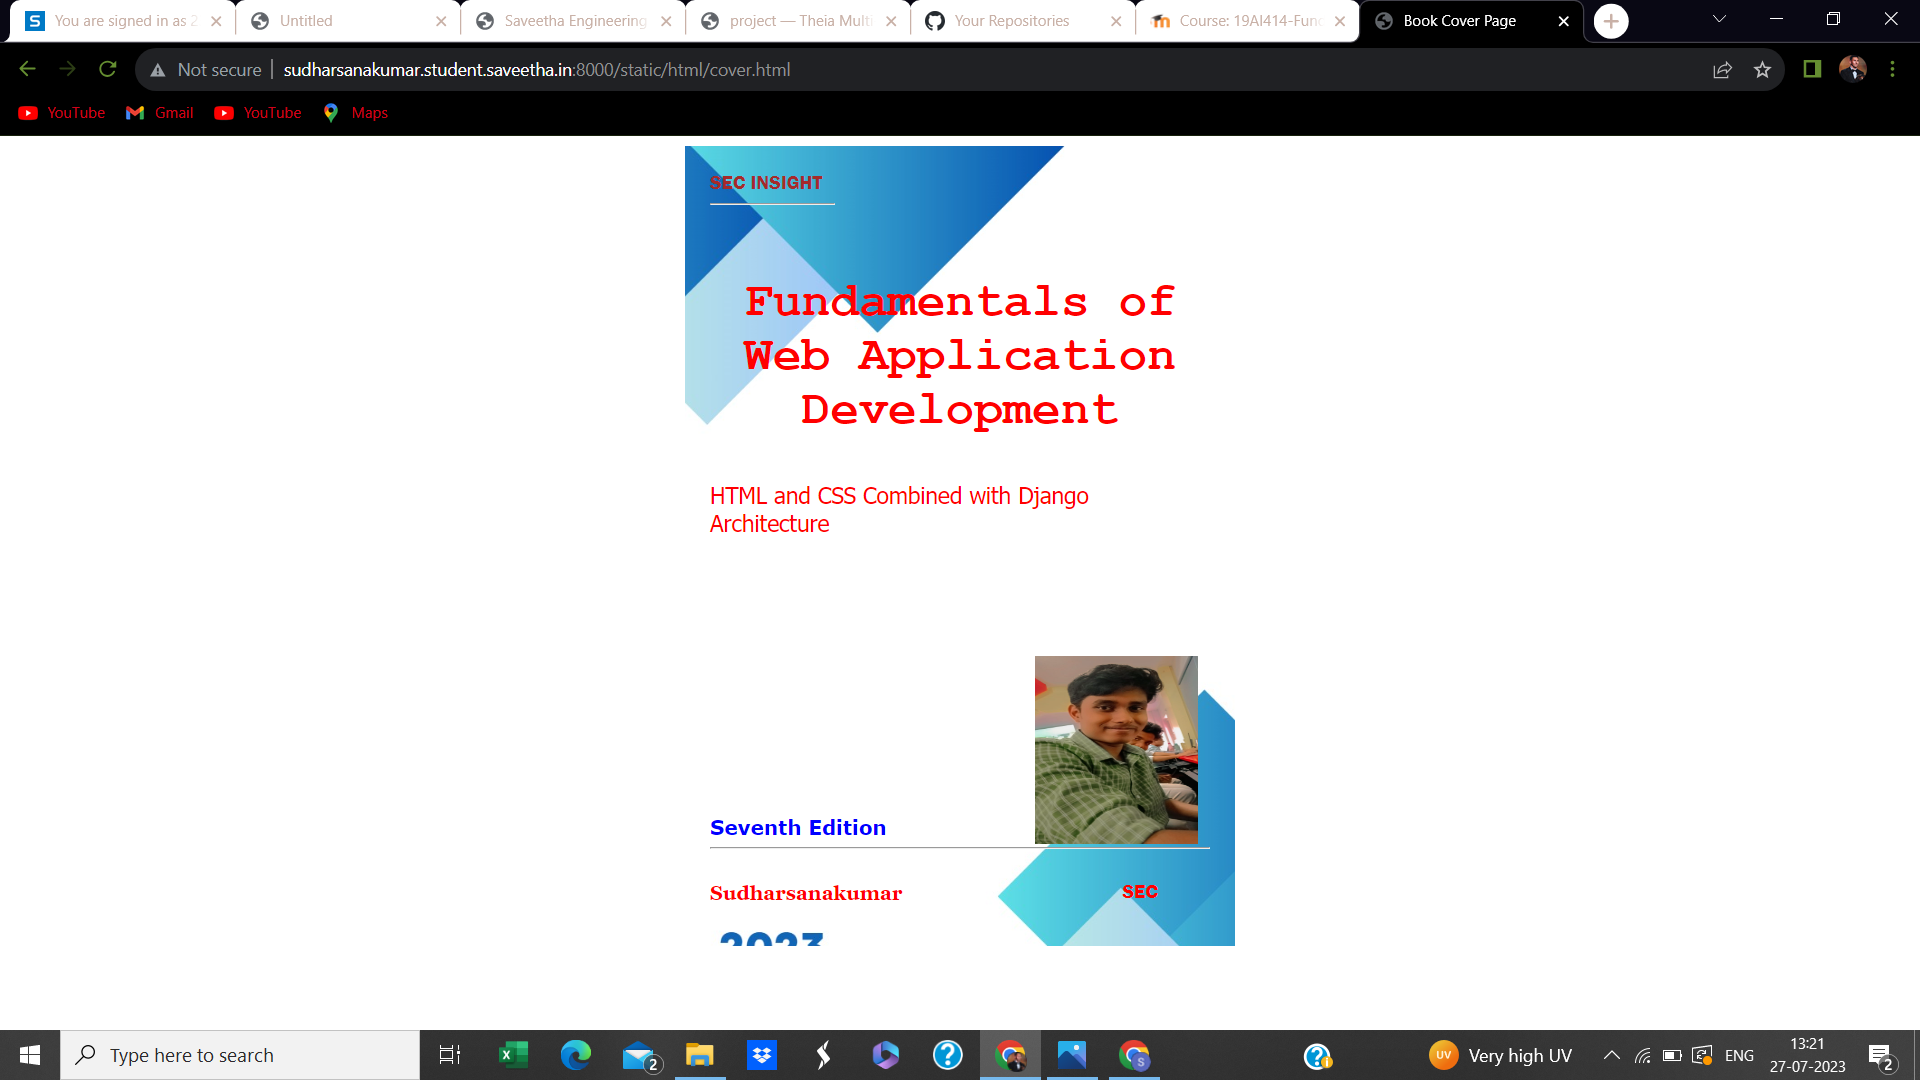 You are signed in as 2
Untitled
Saveetha Engineering
project — Theia Multi
Your Repositories
Course: 19AI414-Func
Book Cover Page
Not secure
sudharsanakumar.student.saveetha.in:8000/static/html/cover.html
YouTube
Gmail
YouTube
Maps
SEC INSIGHT
Fundamentals of
Web Application
Development
HTML and CSS Combined with Django
Architecture
Seventh Edition
Sudharsanakumar
SEC
2023
Type here to search
2
UV
Very high UV
ENG
13:21
27-07-2023
2